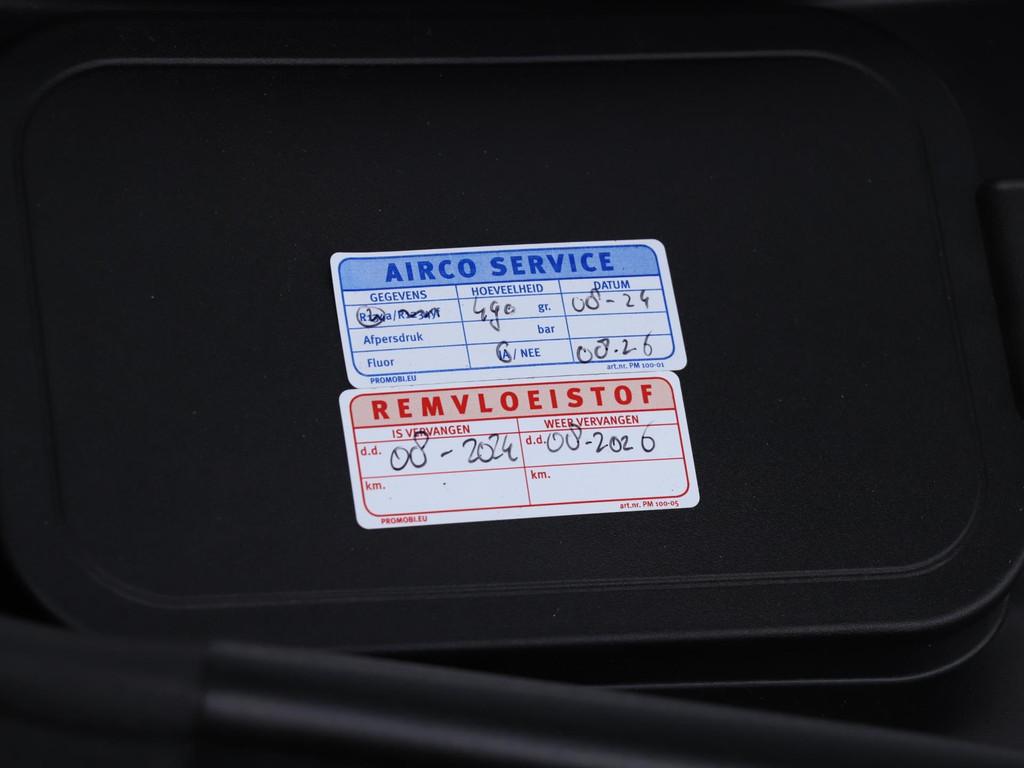 AIRCO SERVICE
GEGEVENS HOEVEELHEID DATUM
490 gr. 08-24
Afpersdruk bar
Fluor JA / NEE 08.26
PROMOBI.EU art.nr. PM 100-01
REMVLOEISTOF
IS VERVANGEN WEER VERVANGEN
d.d. 08-2024 d.d. 08-2026
km. km.
PROMOBI.EU art.nr. PM 100-05